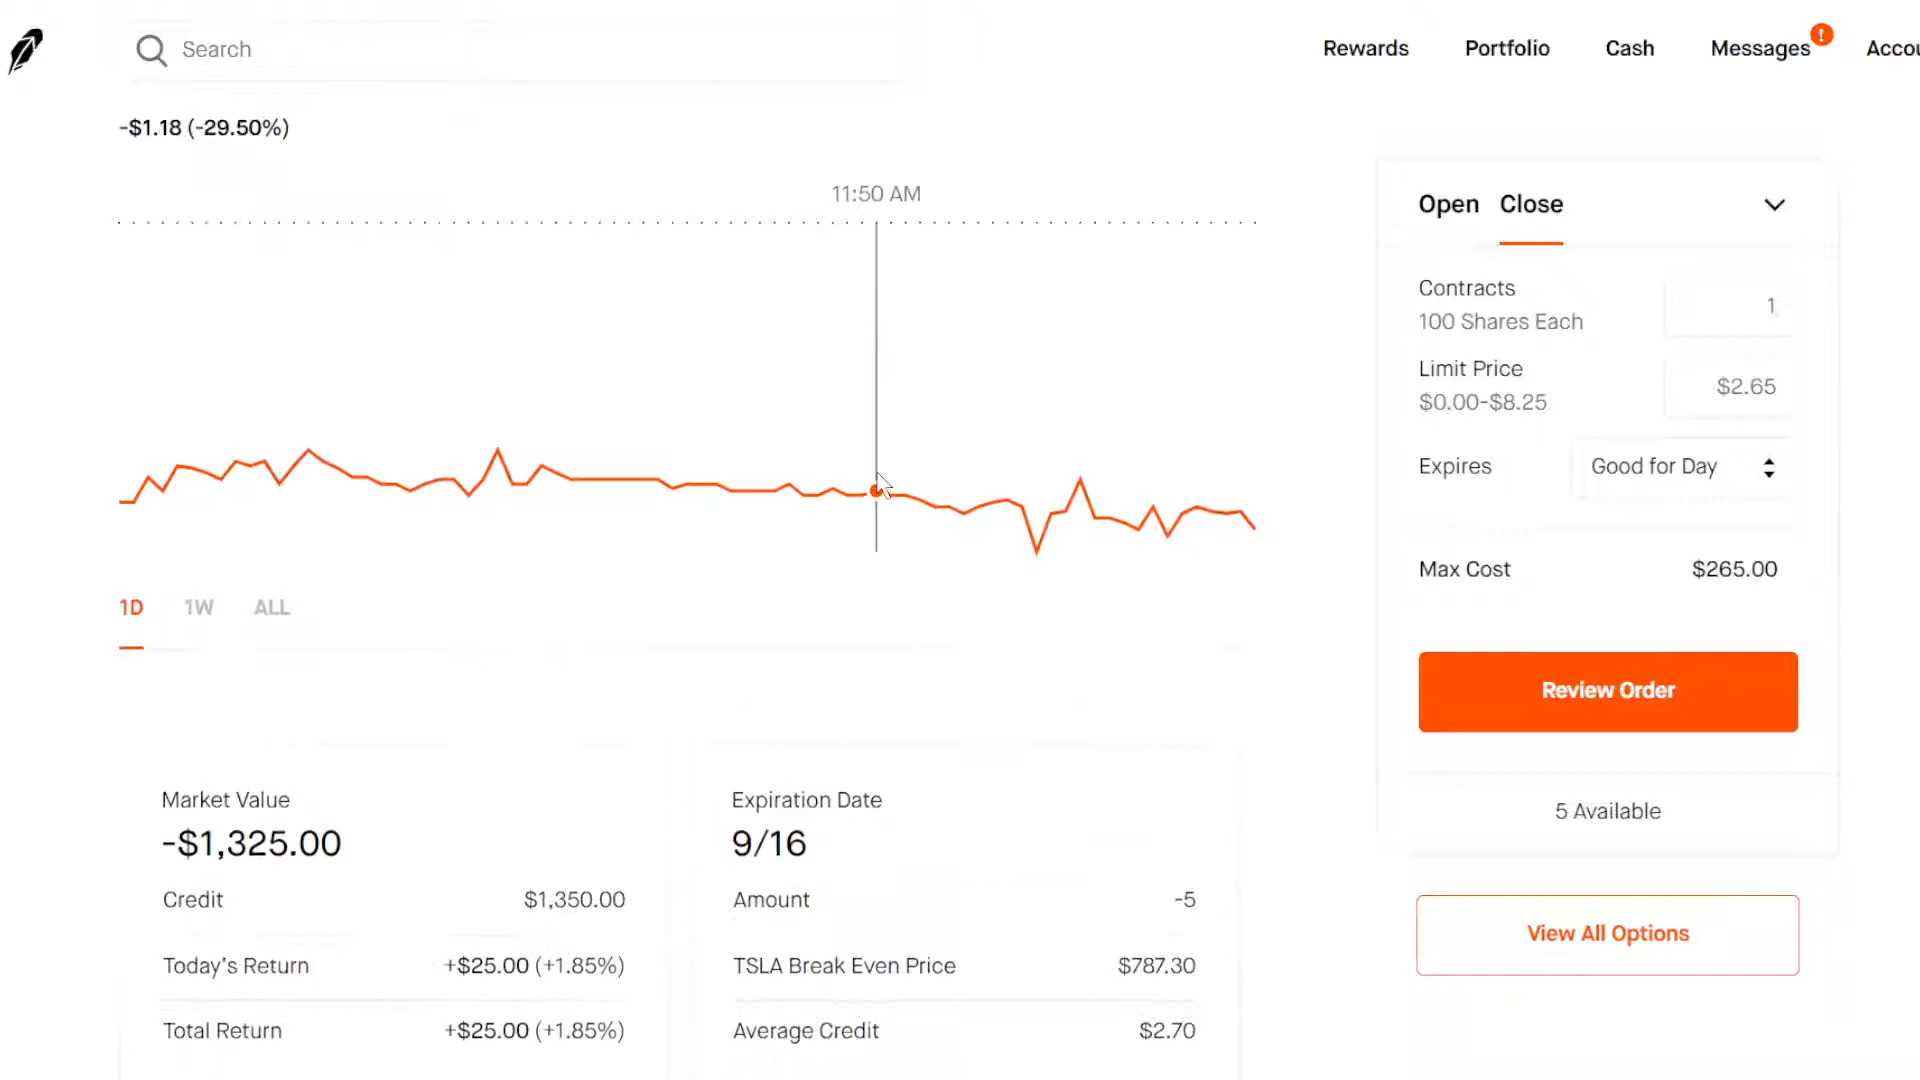 Search
Rewards
Portfolio
Cash
Messages
!
Accou
-$1.18 (-29.50%)
11:50 AM
1D
1W
ALL
Open
Close
Contracts
100 Shares Each
1
Limit Price
$0.00-$8.25
$2.65
Expires
Good for Day
Max Cost
$265.00
Review Order
5 Available
View All Options
Market Value
-$1,325.00
Credit
$1,350.00
Today's Return
+$25.00 (+1.85%)
Total Return
+$25.00 (+1.85%)
Expiration Date
9/16
Amount
-5
TSLA Break Even Price
$787.30
Average Credit
$2.70